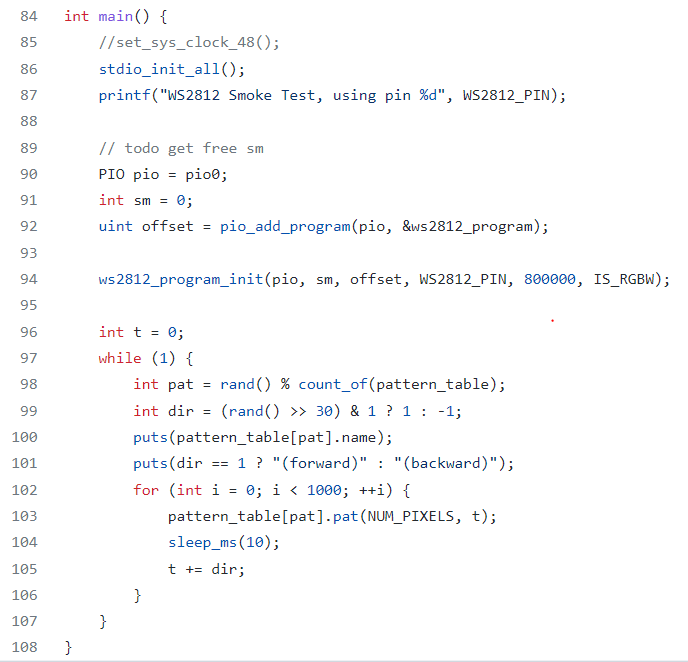 84 int main() {
85     //set_sys_clock_48();
86     stdio_init_all();
87     printf("WS2812 Smoke Test, using pin %d", WS2812_PIN);
88
89     // todo get free sm
90     PIO pio = pio0;
91     int sm = 0;
92     uint offset = pio_add_program(pio, &ws2812_program);
93
94     ws2812_program_init(pio, sm, offset, WS2812_PIN, 800000, IS_RGBW);
95
96     int t = 0;
97     while (1) {
98         int pat = rand() % count_of(pattern_table);
99         int dir = (rand() >> 30) & 1 ? 1 : -1;
100         puts(pattern_table[pat].name);
101         puts(dir == 1 ? "(forward)" : "(backward)");
102         for (int i = 0; i < 1000; ++i) {
103             pattern_table[pat].pat(NUM_PIXELS, t);
104             sleep_ms(10);
105             t += dir;
106         }
107     }
108 }